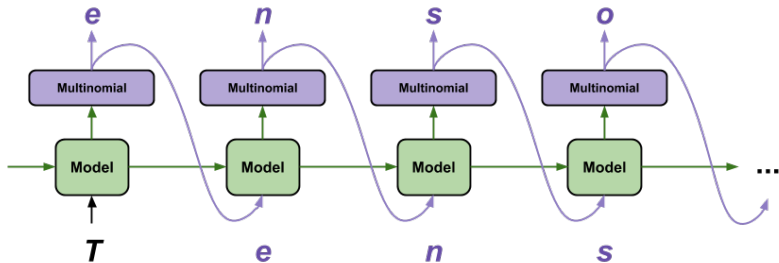 e n s o
Multinomial Multinomial Multinomial Multinomial
Model Model Model Model ...
T e n s